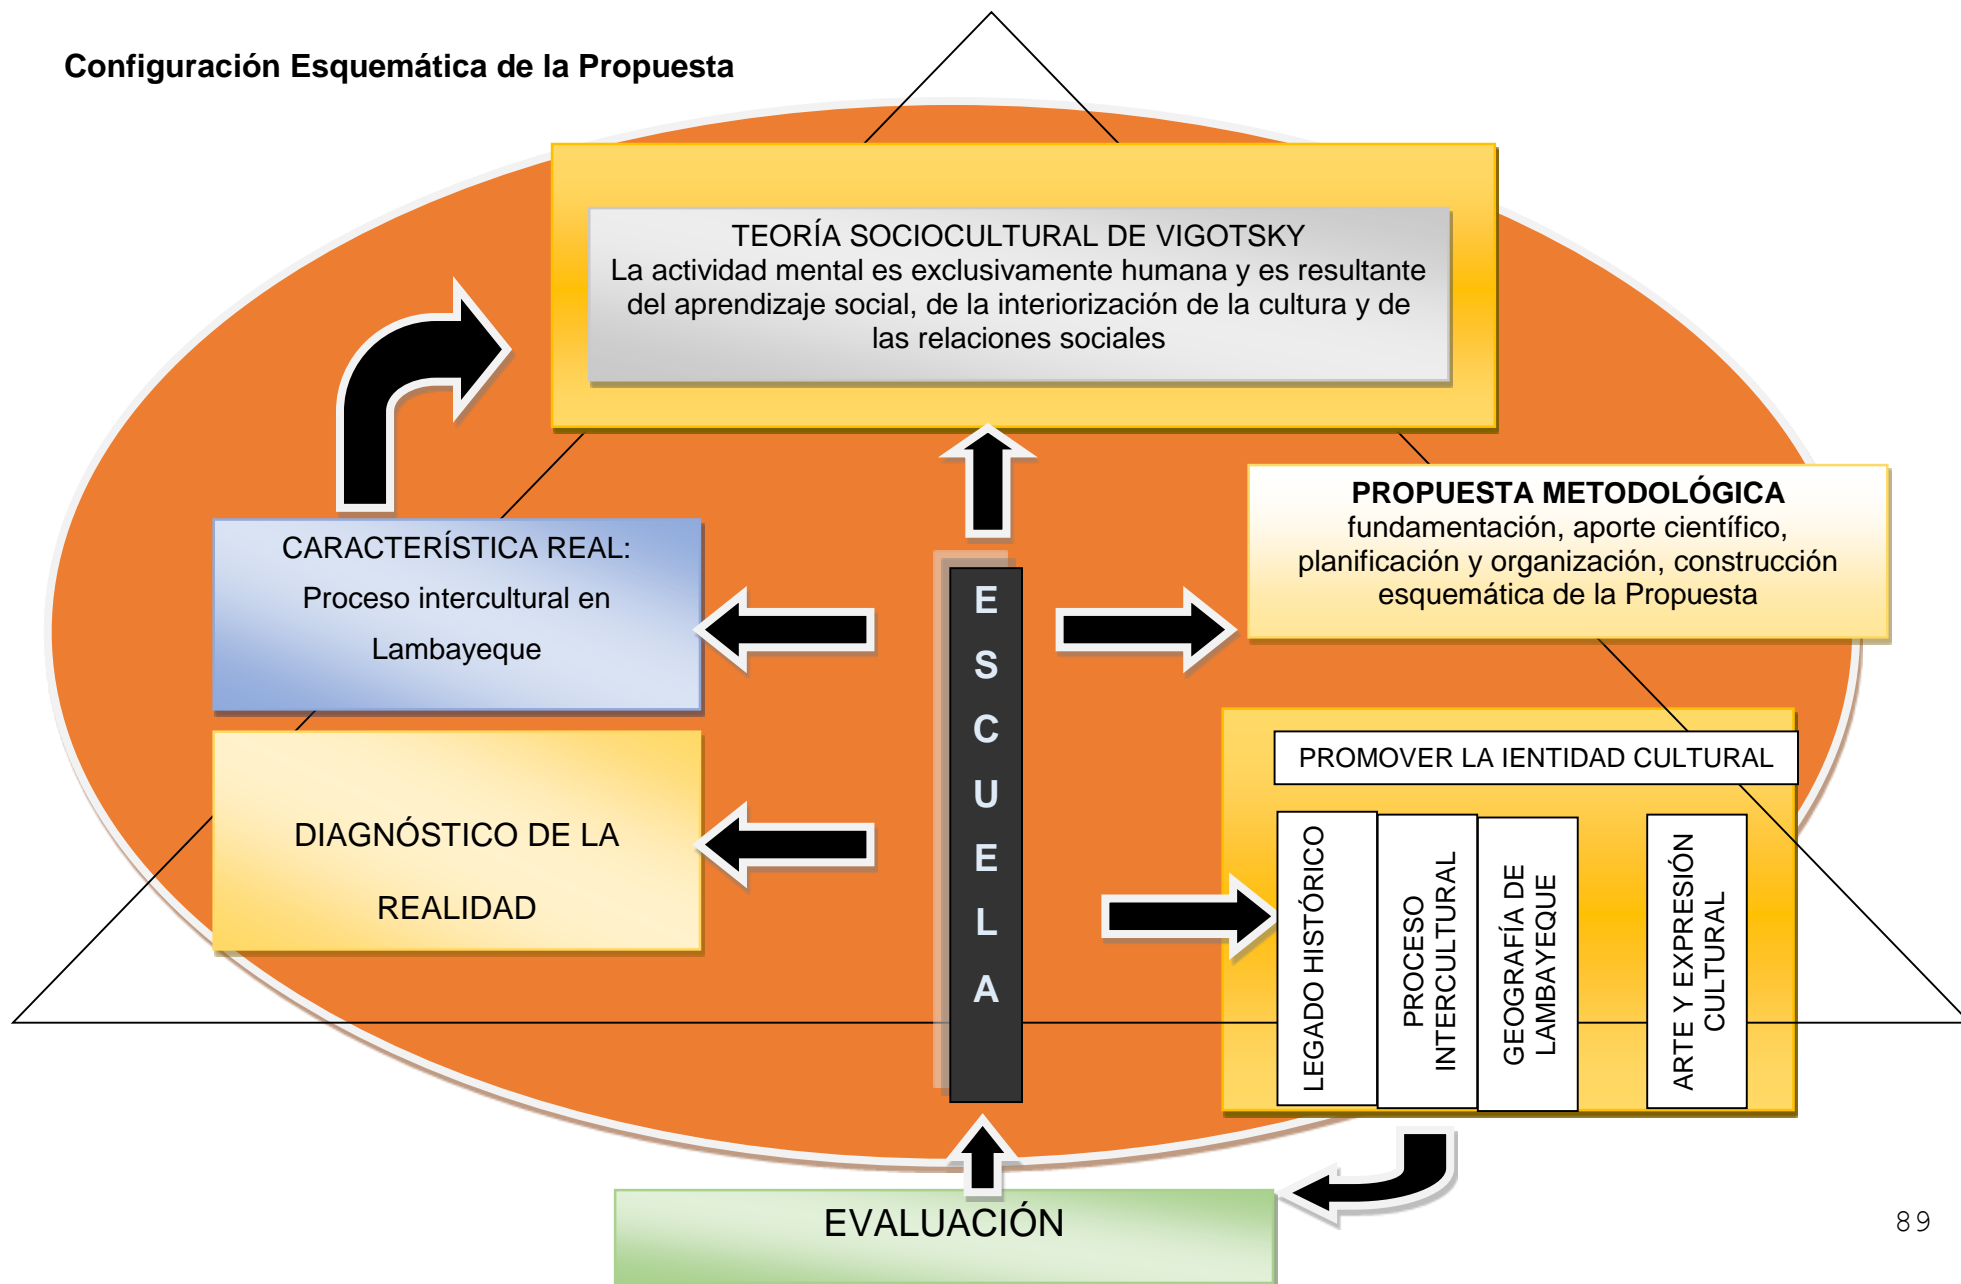 Configuración Esquemática de la Propuesta
TEORÍA SOCIOCULTURAL DE VIGOTSKY
La actividad mental es exclusivamente humana y es resultante
del aprendizaje social, de la interiorización de la cultura y de
las relaciones sociales
CARACTERÍSTICA REAL:
Proceso intercultural en
Lambayeque
DIAGNÓSTICO DE LA
REALIDAD
E
S
C
U
E
L
A
PROPUESTA METODOLÓGICA
fundamentación, aporte científico,
planificación y organización, construcción
esquemática de la Propuesta
PROMOVER LA IENTIDAD CULTURAL
LEGADO HISTÓRICO
PROCESO
INTERCULTURAL
GEOGRAFÍA DE
LAMBAYEQUE
ARTE Y EXPRESIÓN
CULTURAL
EVALUACIÓN
89